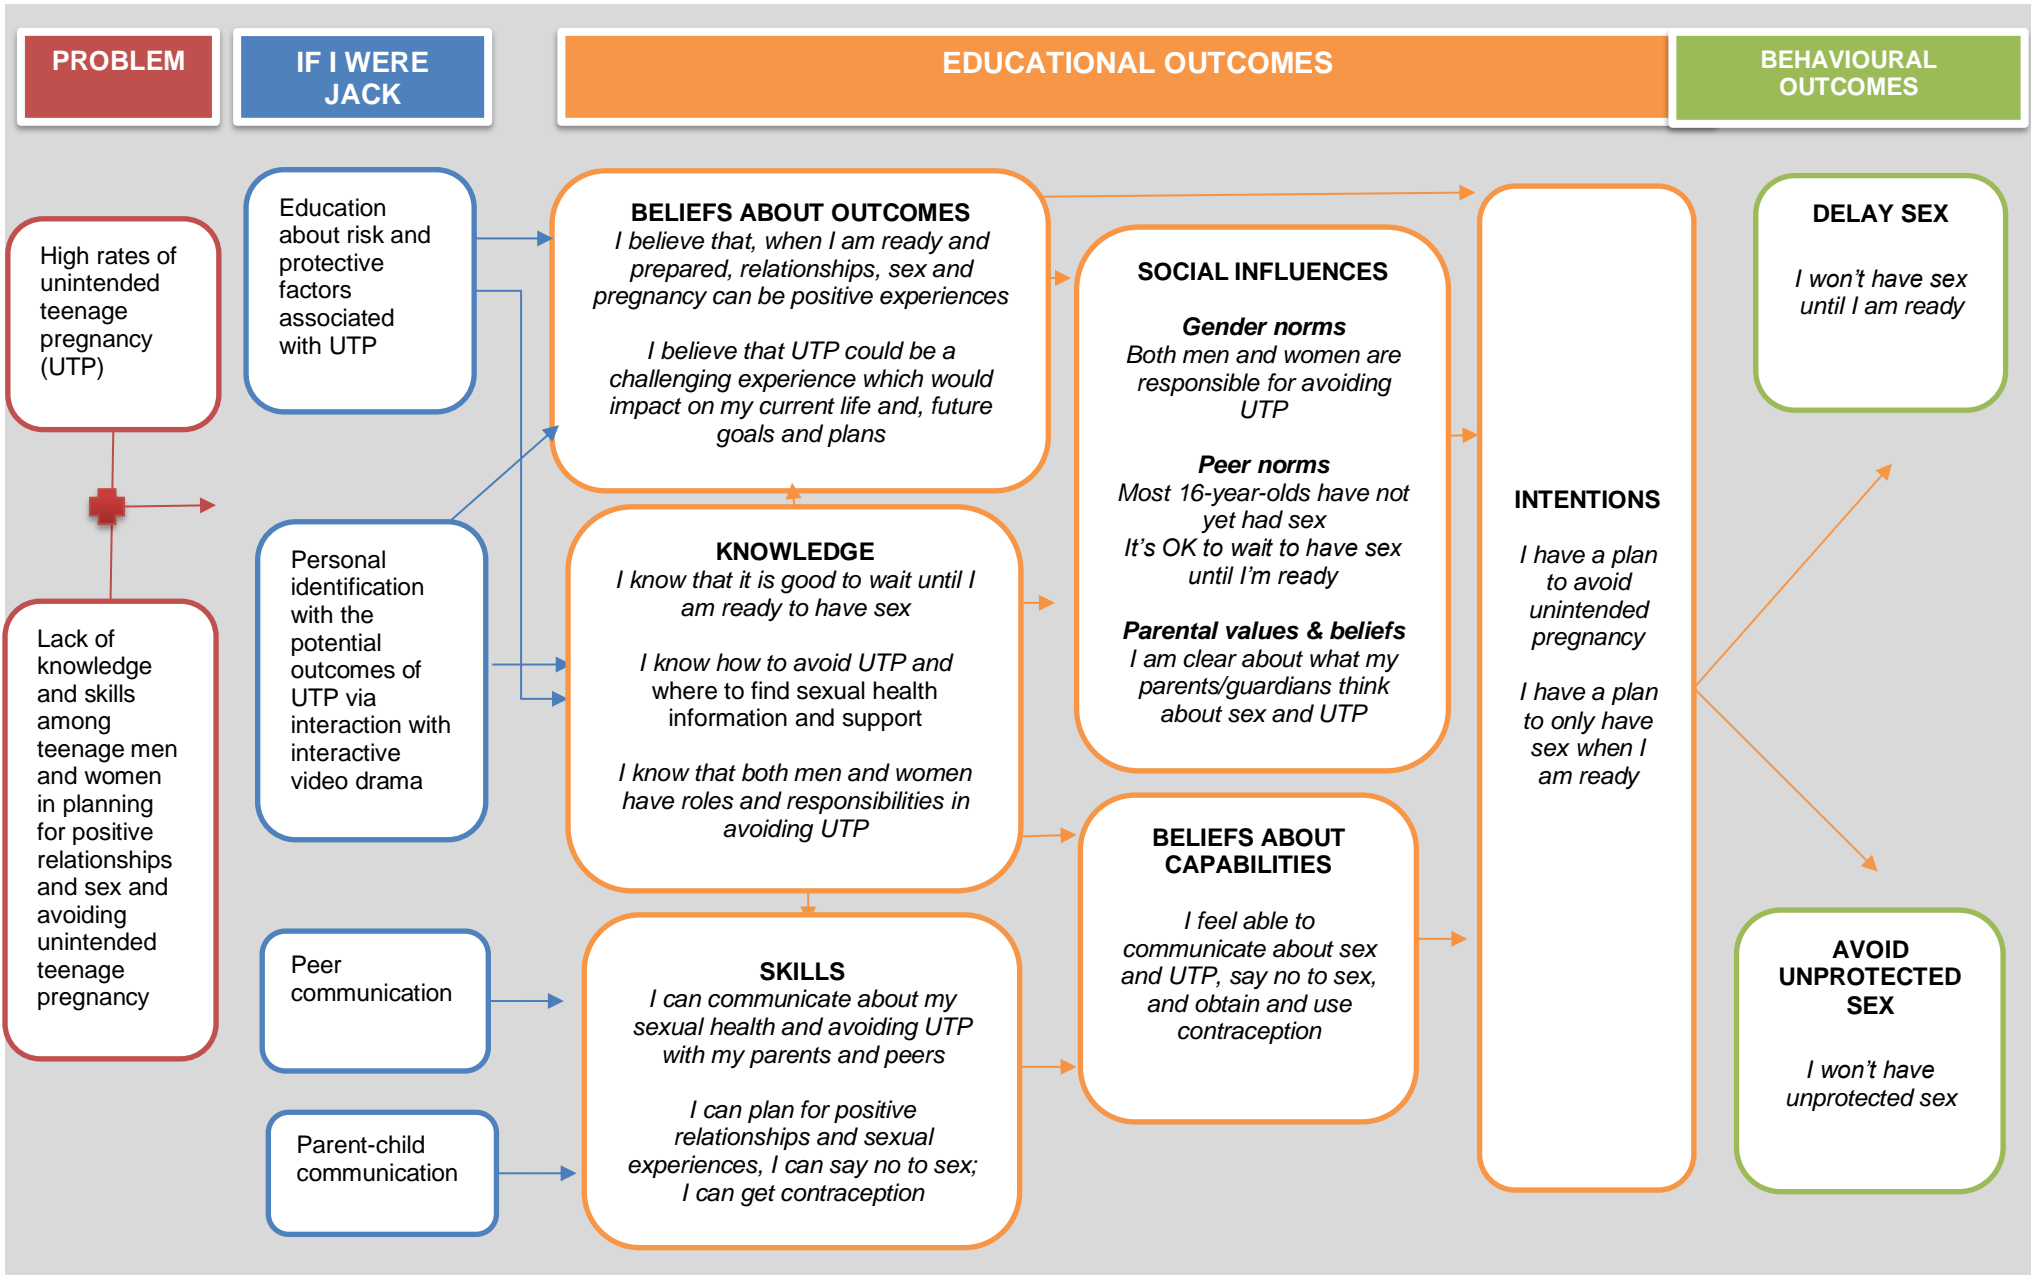 PROBLEM
IF I WERE
JACK
EDUCATIONAL OUTCOMES
BEHAVIOURAL
OUTCOMES
High rates of
unintended
teenage
pregnancy
(UTP)
Lack of
knowledge
and skills
among
teenage men
and women
in planning
for positive
relationships
and sex and
avoiding
unintended
teenage
pregnancy
Education
about risk and
protective
factors
associated
with UTP
Personal
identification
with the
potential
outcomes of
UTP via
interaction with
interactive
video drama
Peer
communication
Parent-child
communication
BELIEFS ABOUT OUTCOMES
I believe that, when I am ready and
prepared, relationships, sex and
pregnancy can be positive experiences
I believe that UTP could be a
challenging experience which would
impact on my current life and, future
goals and plans
KNOWLEDGE
I know that it is good to wait until I
am ready to have sex
I know how to avoid UTP and
where to find sexual health
information and support
I know that both men and women
have roles and responsibilities in
avoiding UTP
SKILLS
I can communicate about my
sexual health and avoiding UTP
with my parents and peers
I can plan for positive
relationships and sexual
experiences, I can say no to sex;
I can get contraception
SOCIAL INFLUENCES
Gender norms
Both men and women are
responsible for avoiding
UTP
Peer norms
Most 16-year-olds have not
yet had sex
It’s OK to wait to have sex
until I’m ready
Parental values & beliefs
I am clear about what my
parents/guardians think
about sex and UTP
BELIEFS ABOUT
CAPABILITIES
I feel able to
communicate about sex
and UTP, say no to sex,
and obtain and use
contraception
INTENTIONS
I have a plan
to avoid
unintended
pregnancy
I have a plan
to only have
sex when I
am ready
DELAY SEX
I won’t have sex
until I am ready
AVOID
UNPROTECTED
SEX
I won’t have
unprotected sex